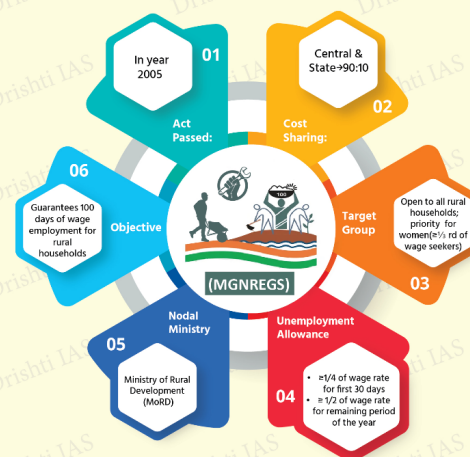 01
In year
2005
Act
Passed:
Central &
State→90:10
02
Cost
Sharing:
Target
Group
Open to all rural
households;
priority for
women(≥⅓ rd of
wage seekers)
03
Unemployment
Allowance
04
• ≥1/4 of wage rate
for first 30 days
• ≥ 1/2 of wage rate
for remaining period
of the year
Nodal
Ministry
05
Ministry of Rural
Development
(MoRD)
06
Objective
Guarantees 100
days of wage
employment for
rural
households
100
(MGNREGS)
Drishti IAS